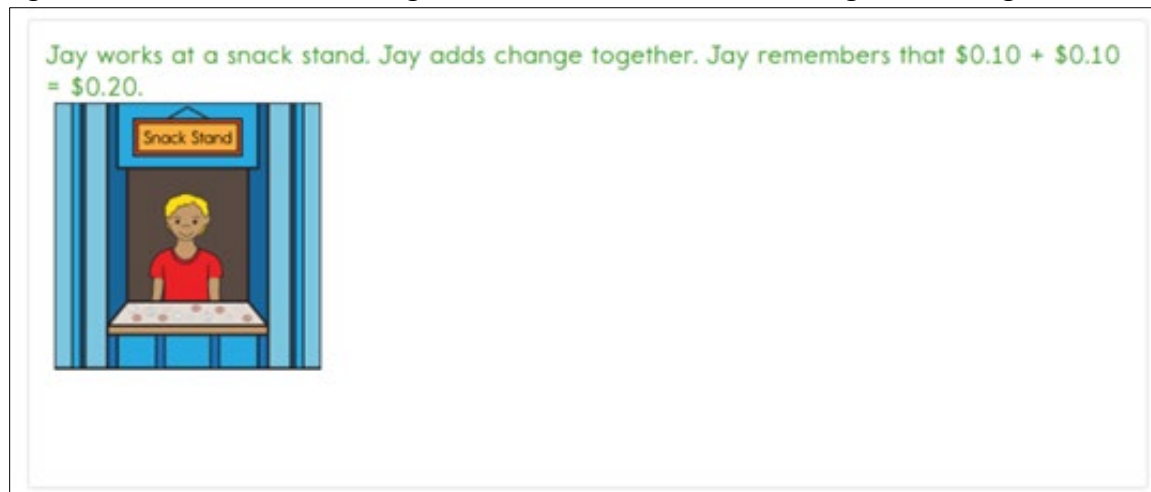 Jay works at a snack stand. Jay adds change together. Jay remembers that $0.10 + $0.10
= $0.20.
Snack Stand